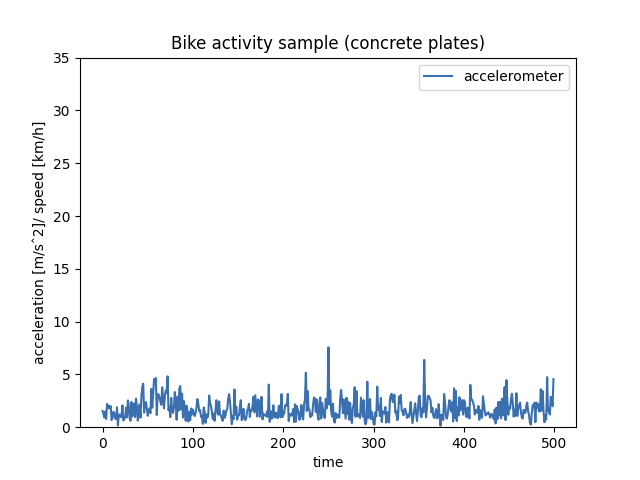 Bike activity sample (concrete plates)
accelerometer
acceleration [m/sˆ2]/ speed [km/h]
35
30
25
20
15
10
5
0
0 100 200 300 400 500
time